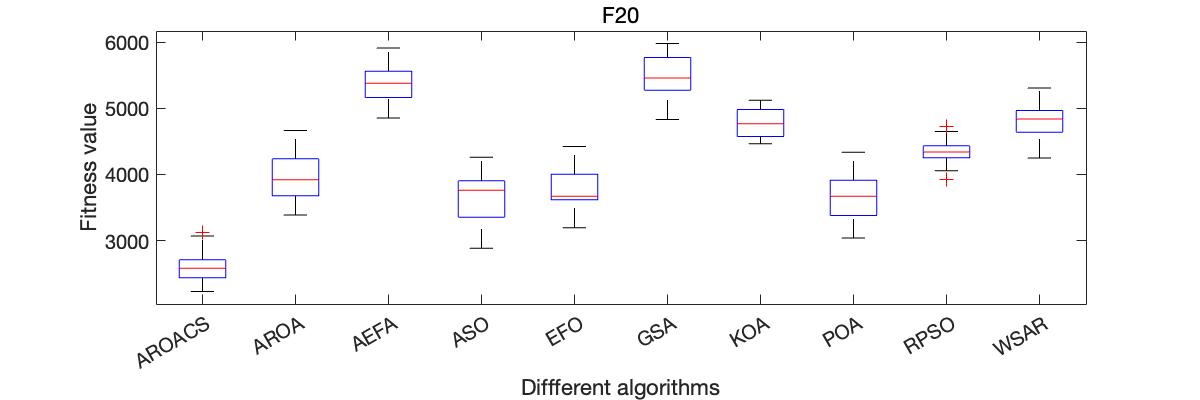 F20
6000
5000
4000
3000
Fitness value
AROACS
AROA
AEFA
ASO
EFO
GSA
KOA
POA
RPSO
WSAR
Diffferent algorithms